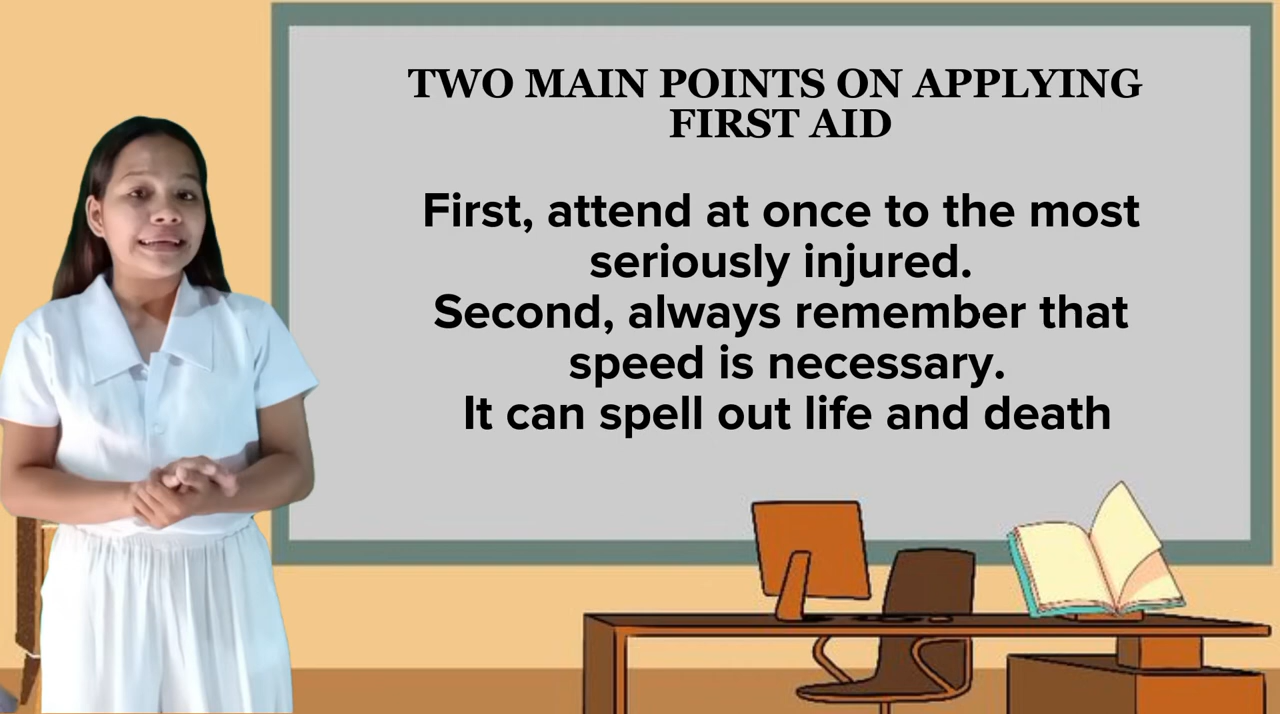 TWO MAIN POINTS ON APPLYING
FIRST AID
First, attend at once to the most
seriously injured.
Second, always remember that
speed is necessary.
It can spell out life and death